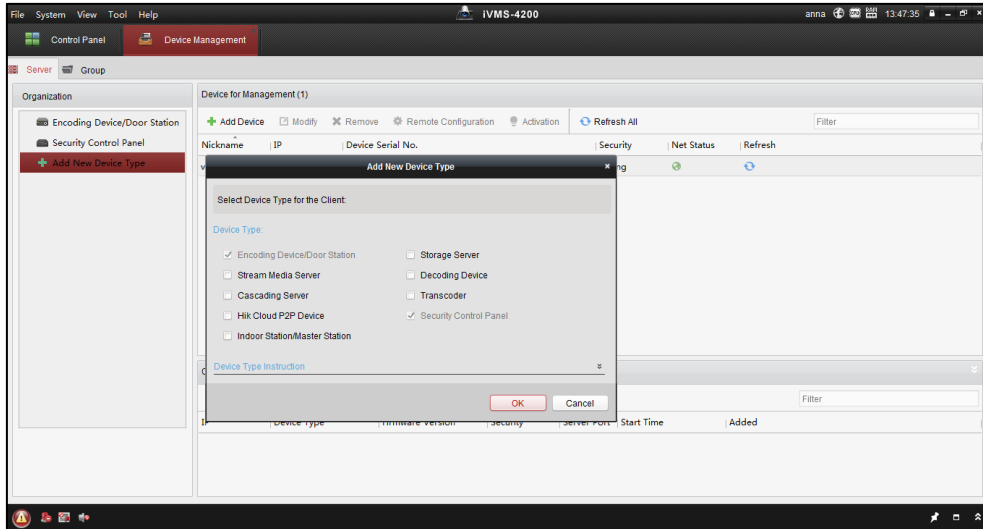 File System View Tool Help
iVMS-4200
anna 13:47:35
Control Panel
Device Management
Server
Group
Organization
Encoding Device/Door Station
Security Control Panel
Add New Device Type
Device for Management (1)
Add Device Modify Remove Remote Configuration Activation Refresh All Filter
Nickname IP Device Serial No. Security Net Status Refresh
Add New Device Type
Select Device Type for the Client:
Device Type:
Encoding Device/Door Station Storage Server
Stream Media Server Decoding Device
Cascading Server Transcoder
Hik Cloud P2P Device Security Control Panel
Indoor Station/Master Station
Device Type Instruction
OK Cancel
Filter
IP Device Type Firmware Version Security Server Port Start Time Added